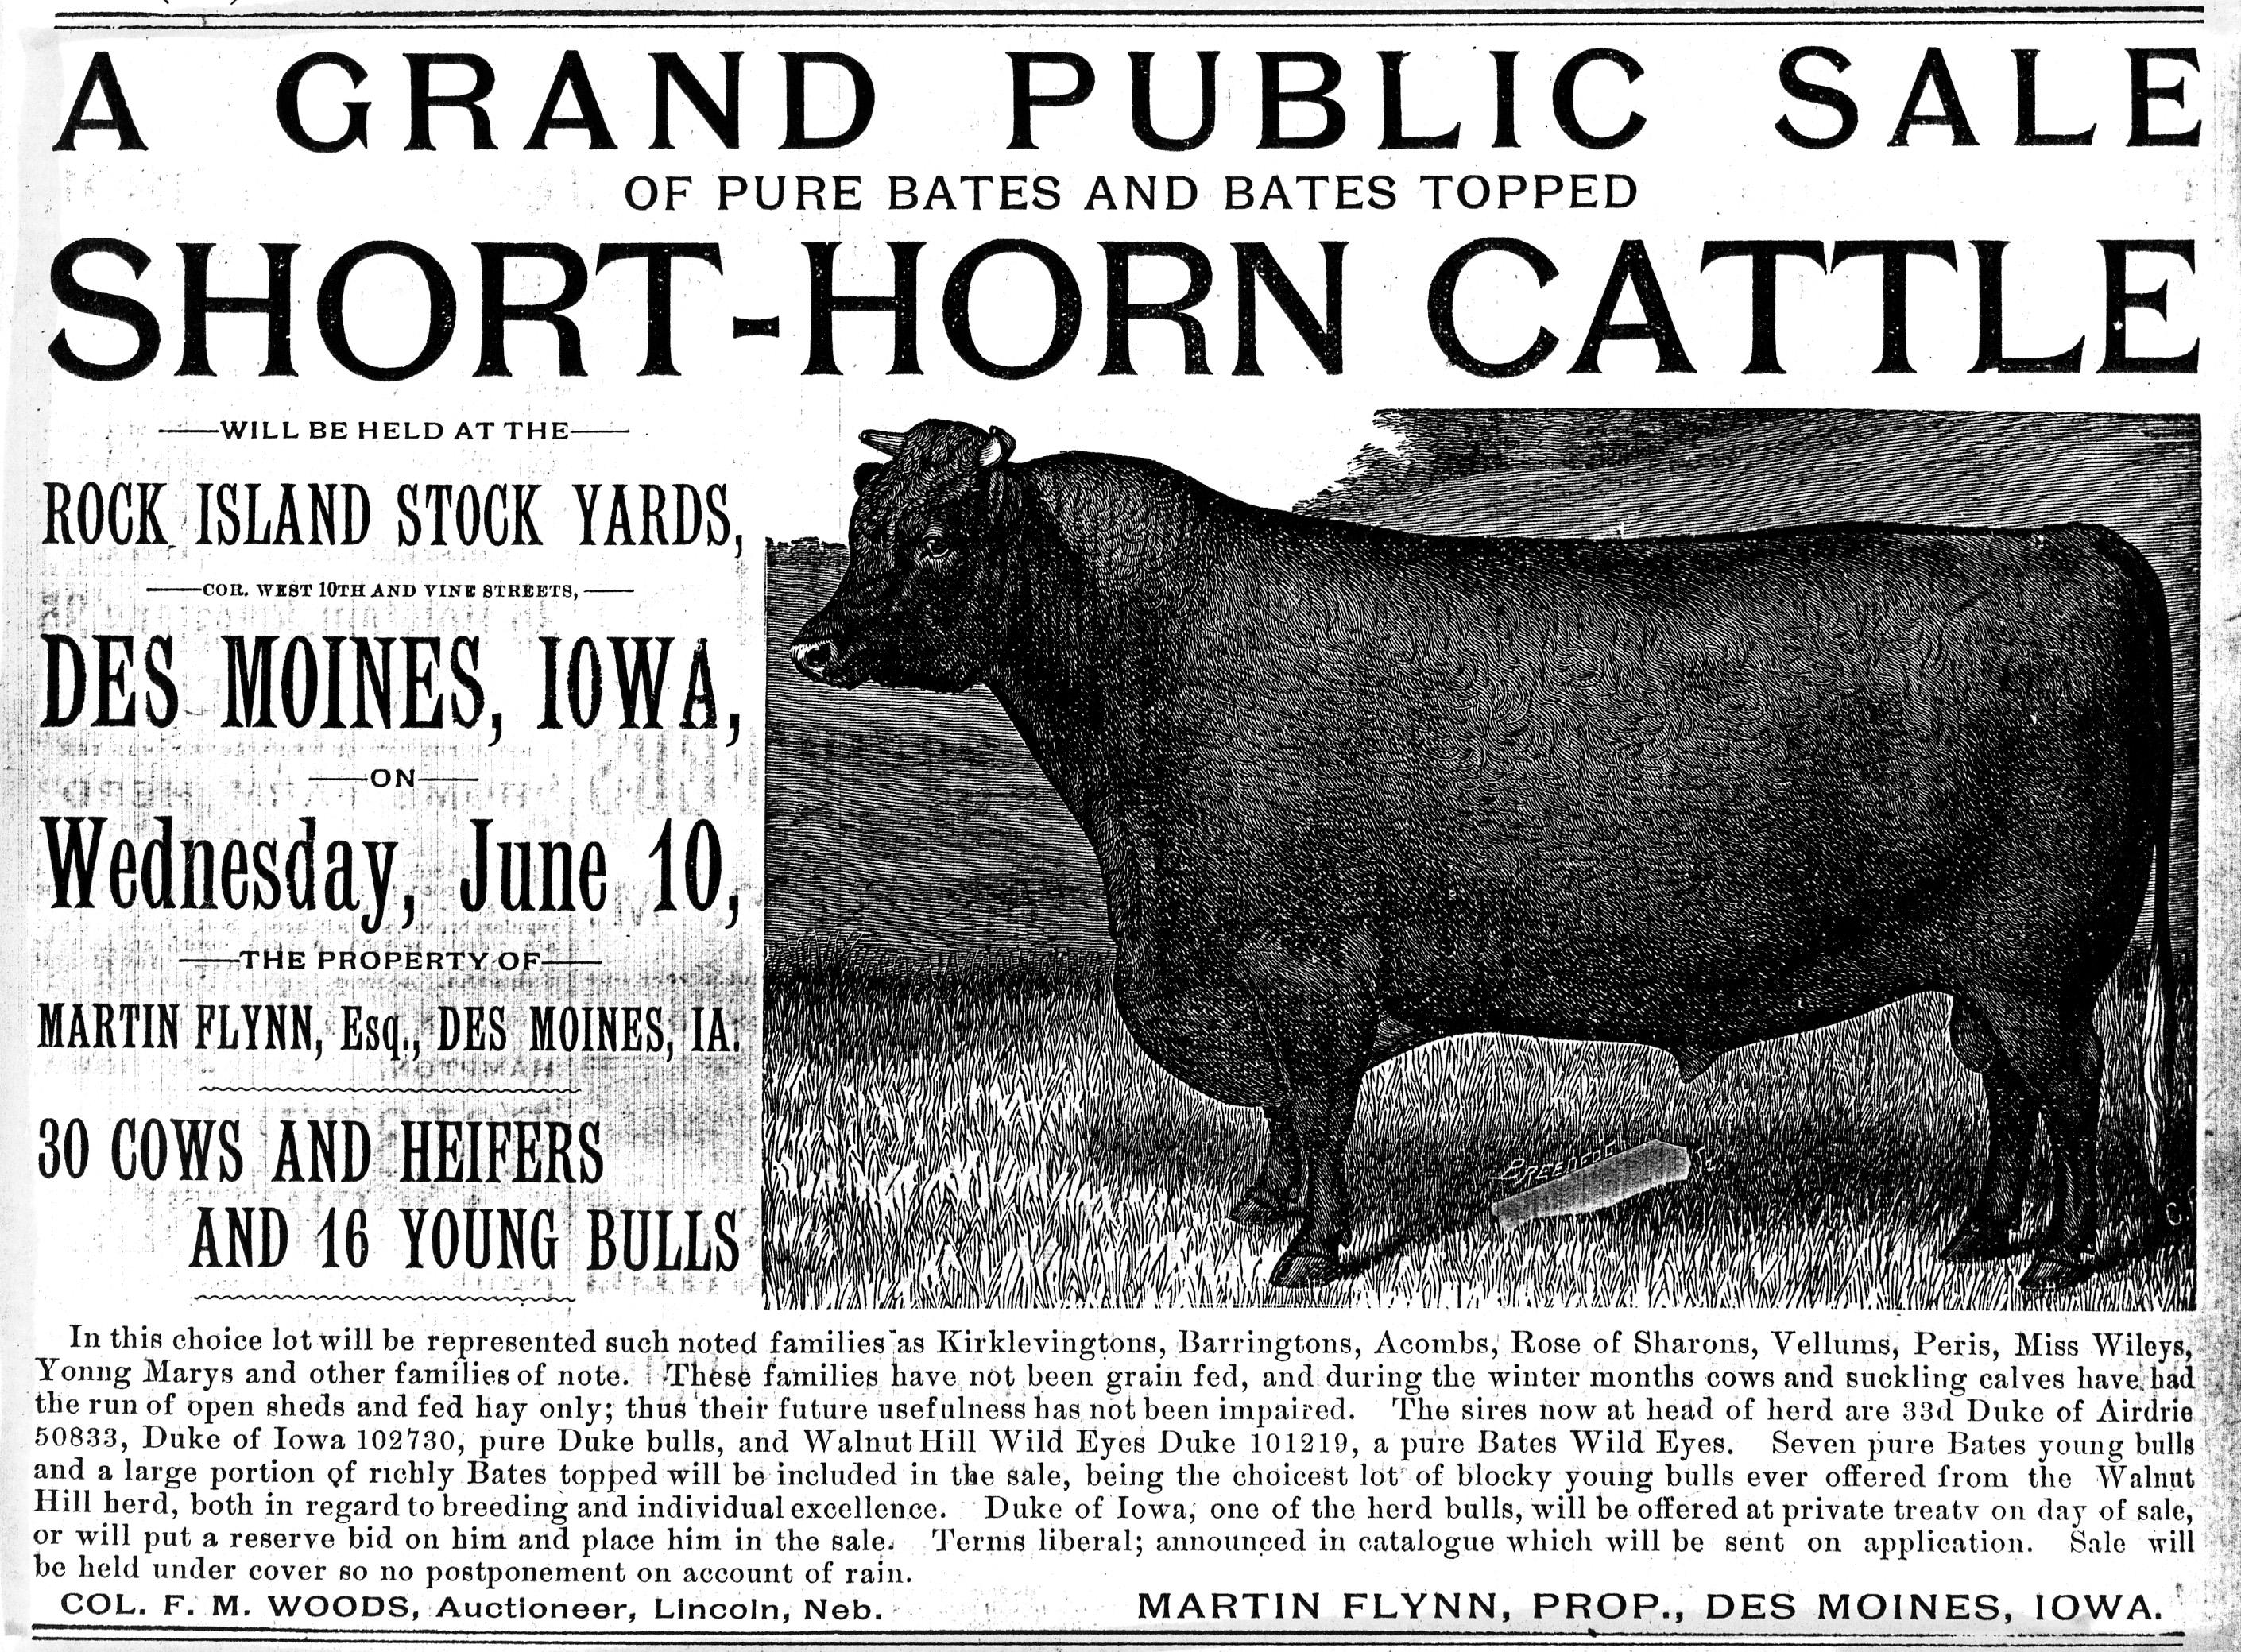 A GRAND PUBLIC SALE
OF PURE BATES AND BATES TOPPED
SHORT-HORN CATTLE
WILL BE HELD AT THE
ROCK ISLAND STOCK YARDS,
COR. WEST 10TH AND VINE STREETS,
DES MOINES, IOWA,
ON
Wednesday, June 10,
THE PROPERTY OF
MARTIN FLYNN, Esq., DES MOINES, IA.
30 COWS AND HEIFERS
AND 16 YOUNG BULLS
In this choice lot will be represented such noted families as Kirklevingtons, Barringtons, Acombs, Rose of Sharons, Vellums, Peris, Miss Wileys,
Yonng Marys and other families of note. These families have not been grain fed, and during the winter months cows and suckling calves have had
the run of open sheds and fed hay only; thus their future usefulness has not been impaired. The sires now at head of herd are 33d Duke of Airdrie
50833, Duke of Iowa 102730, pure Duke bulls, and Walnut Hill Wild Eyes Duke 101219, a pure Bates Wild Eyes. Seven pure Bates young bulls
and a large portion of richly Bates topped will be included in the sale, being the choicest lot of blocky young bulls ever offered from the Walnut
Hill herd, both in regard to breeding and individual excellence. Duke of Iowa, one of the herd bulls, will be offered at private treaty on day of sale,
or will put a reserve bid on him and place him in the sale. Terms liberal; announced in catalogue which will be sent on application. Sale will
be held under cover so no postponement on account of rain.
COL. F. M. WOODS, Auctioneer, Lincoln, Neb.
MARTIN FLYNN, PROP., DES MOINES, IOWA.